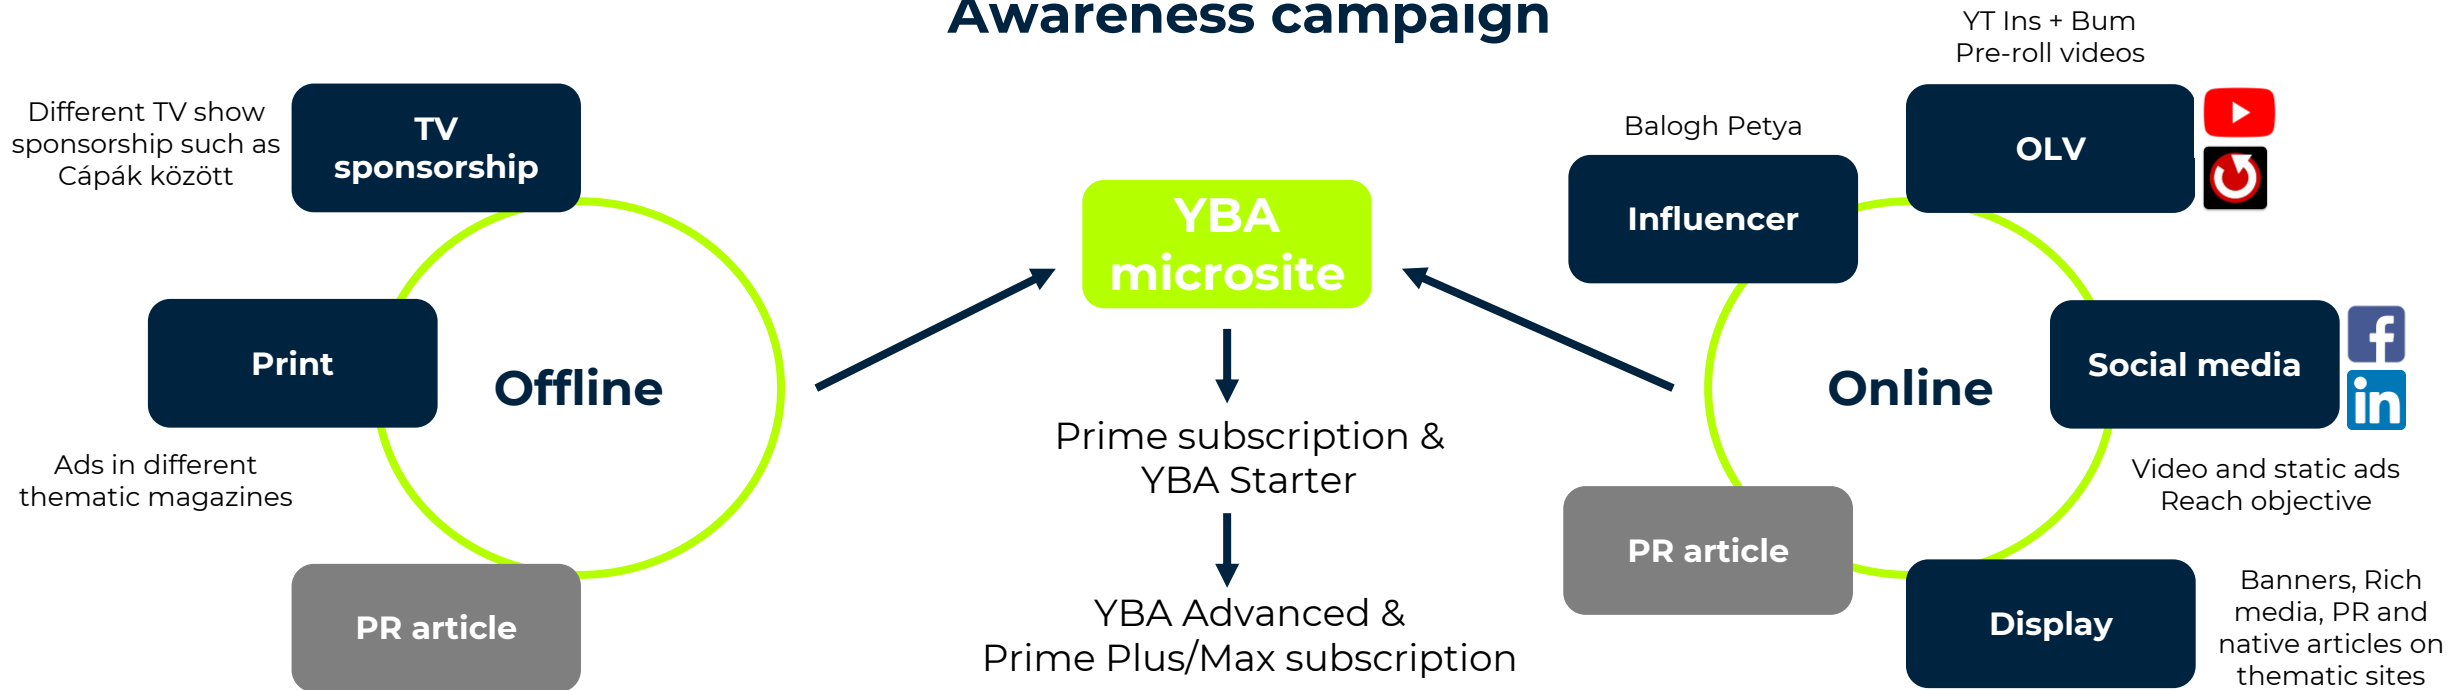 Awareness campaign
Different TV show
sponsorship such as
Cápák között
TV
sponsorship
Print
Offline
Ads in different
thematic magazines
PR article
YBA
microsite
Prime subscription &
YBA Starter
YBA Advanced &
Prime Plus/Max subscription
YT Ins + Bum
Pre-roll videos
OLV
Balogh Petya
Influencer
Social media
f
in
Online
Video and static ads
Reach objective
PR article
Display
Banners, Rich
media, PR and
native articles on
thematic sites